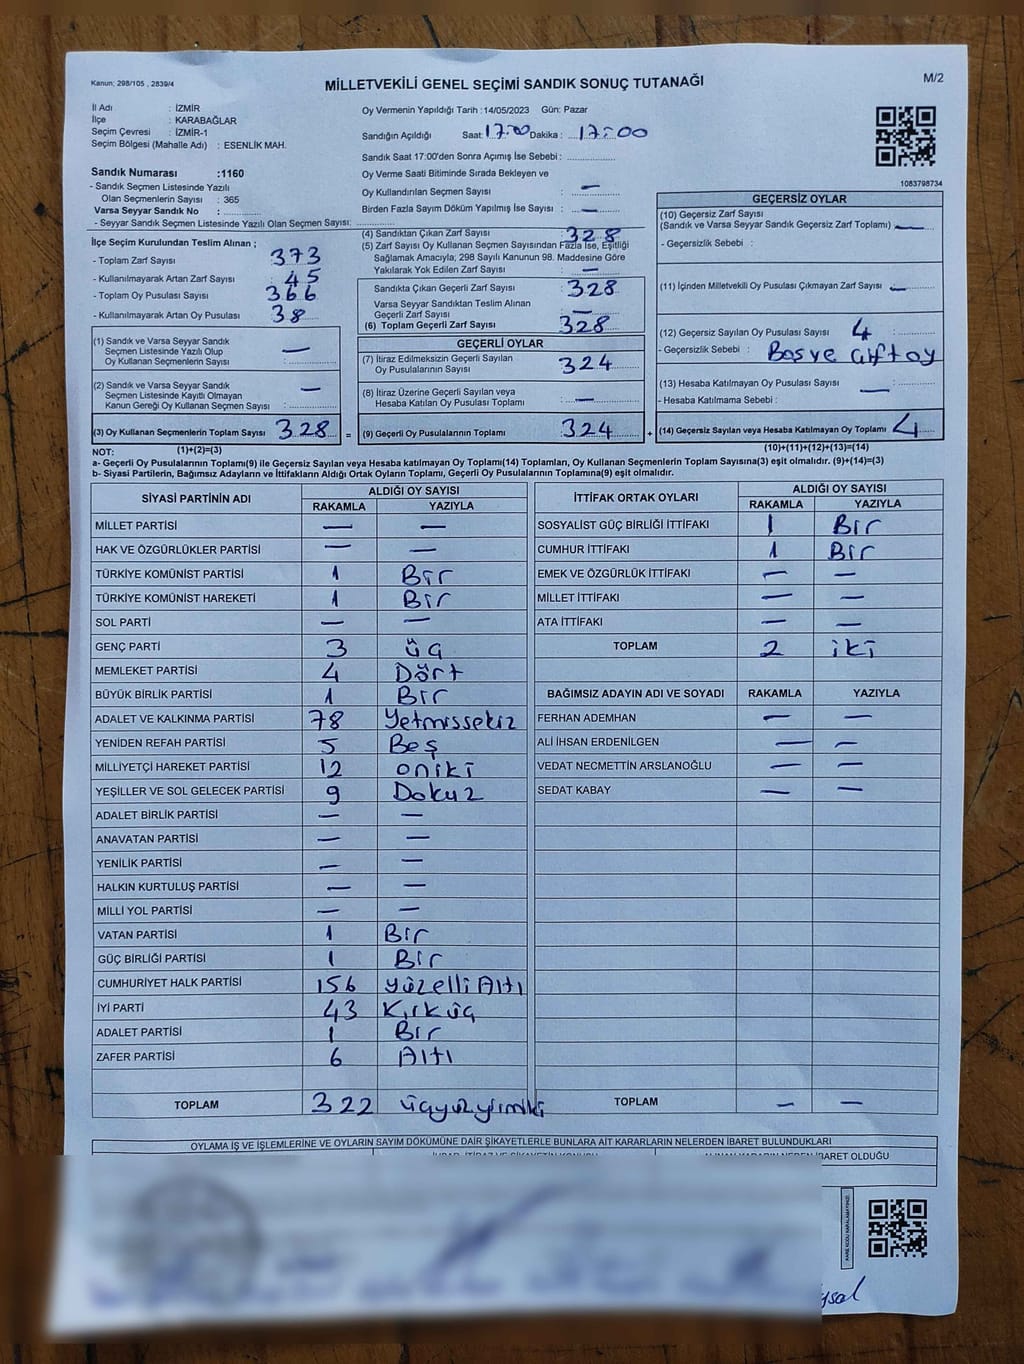 Kanun; 298/105 , 2839/4
MİLLETVEKİLİ GENEL SEÇİMİ SANDIK SONUÇ TUTANAĞI
M/2
İl Adı : İZMİR
İlçe : KARABAĞLAR
Seçim Çevresi : İZMİR-1
Seçim Bölgesi (Mahalle Adı) : ESENLİK MAH.
Sandık Numarası :1160
- Sandık Seçmen Listesinde Yazılı
Olan Seçmenlerin Sayısı : 365
Varsa Seyyar Sandık No :
- Seyyar Sandık Seçmen Listesinde Yazılı Olan Seçmen Sayısı:
Oy Vermenin Yapıldığı Tarih : 14/05/2023 Gün: Pazar
Sandığın Açıldığı Saat: 17:00 Dakika : 17:00
Sandık Saat 17:00'den Sonra Açımış İse Sebebi :
Oy Verme Saati Bitiminde Sırada Bekleyen ve
Oy Kullandırılan Seçmen Sayısı : —
Birden Fazla Sayım Döküm Yapılmış İse Sayısı : —
1083798734
İlçe Seçim Kurulundan Teslim Alınan ;
- Toplam Zarf Sayısı 373
- Kullanılmayarak Artan Zarf Sayısı : 45
- Toplam Oy Pusulası Sayısı 366
- Kullanılmayarak Artan Oy Pusulası 38
(1) Sandık ve Varsa Seyyar Sandık
Seçmen Listesinde Yazılı Olup
Oy Kullanan Seçmenlerin Sayısı : —
(2) Sandık ve Varsa Seyyar Sandık
Seçmen Listesinde Kayıtlı Olmayan
Kanun Gereği Oy Kullanan Seçmen Sayısı : —
(3) Oy Kullanan Seçmenlerin Toplam Sayısı 328 =
(1)+(2)=(3)
(4) Sandıktan Çıkan Zarf Sayısı : 328
(5) Zarf Sayısı Oy Kullanan Seçmen Sayısından Fazla İse, Eşitliği
Sağlamak Amacıyla; 298 Sayılı Kanunun 98. Maddesine Göre
Yakılarak Yok Edilen Zarf Sayısı : —
Sandıkta Çıkan Geçerli Zarf Sayısı : 328
Varsa Seyyar Sandıktan Teslim Alınan
Geçerli Zarf Sayısı : —
(6) Toplam Geçerli Zarf Sayısı 328
GEÇERLİ OYLAR
(7) İtiraz Edilmeksizin Geçerli Sayılan
Oy Pusulalarının Sayısı : 324
(8) İtiraz Üzerine Geçerli Sayılan veya
Hesaba Katılan Oy Pusulası Toplamı : —
(9) Geçerli Oy Pusulalarının Toplamı 324 +
GEÇERSİZ OYLAR
(10) Geçersiz Zarf Sayısı
(Sandık ve Varsa Seyyar Sandık Geçersiz Zarf Toplamı) —
- Geçersizlik Sebebi :
(11) İçinden Milletvekili Oy Pusulası Çıkmayan Zarf Sayısı —
(12) Geçersiz Sayılan Oy Pusulası Sayısı 4
- Geçersizlik Sebebi : Bos ve çift oy
(13) Hesaba Katılmayan Oy Pusulası Sayısı —
- Hesaba Katılmama Sebebi :
(14) Geçersiz Sayılan veya Hesaba Katılmayan Oy Toplamı 4
(10)+(11)+(12)+(13)=(14)
NOT:
a- Geçerli Oy Pusulalarının Toplamı(9) ile Geçersiz Sayılan veya Hesaba katılmayan Oy Toplamı(14) Toplamları, Oy Kullanan Seçmenlerin Toplam Sayısına(3) eşit olmalıdır. (9)+(14)=(3)
b- Siyasi Partilerin, Bağımsız Adayların ve İttifakların Aldığı Ortak Oyların Toplamı, Geçerli Oy Pusulalarının Toplamına(9) eşit olmalıdır.
SİYASİ PARTİNİN ADI ALDIĞI OY SAYISI
RAKAMLA YAZIYLA
MİLLET PARTİSİ — —
HAK VE ÖZGÜRLÜKLER PARTİSİ — —
TÜRKİYE KOMÜNİST PARTİSİ 1 Bir
TÜRKİYE KOMÜNİST HAREKETİ 1 Bir
SOL PARTİ — —
GENÇ PARTİ 3 üç
MEMLEKET PARTİSİ 4 Dört
BÜYÜK BİRLİK PARTİSİ 1 Bir
ADALET VE KALKINMA PARTİSİ 78 Yetmissekiz
YENİDEN REFAH PARTİSİ 5 Beş
MİLLİYETÇİ HAREKET PARTİSİ 12 oniki
YEŞİLLER VE SOL GELECEK PARTİSİ 9 Dokuz
ADALET BİRLİK PARTİSİ — —
ANAVATAN PARTİSİ — —
YENİLİK PARTİSİ — —
HALKIN KURTULUŞ PARTİSİ — —
MİLLİ YOL PARTİSİ — —
VATAN PARTİSİ 1 Bir
GÜÇ BİRLİĞİ PARTİSİ 1 Bir
CUMHURİYET HALK PARTİSİ 156 yüzelli Altı
İYİ PARTİ 43 Kırküç
ADALET PARTİSİ 1 Bir
ZAFER PARTİSİ 6 Altı
TOPLAM 322 üçyüzyirmiki
İTTİFAK ORTAK OYLARI ALDIĞI OY SAYISI
RAKAMLA YAZIYLA
SOSYALİST GÜÇ BİRLİĞİ İTTİFAKI 1 Bir
CUMHUR İTTİFAKI 1 Bir
EMEK VE ÖZGÜRLÜK İTTİFAKI — —
MİLLET İTTİFAKI — —
ATA İTTİFAKI — —
TOPLAM 2 iki
BAĞIMSIZ ADAYIN ADI VE SOYADI RAKAMLA YAZIYLA
FERHAN ADEMHAN — —
ALİ İHSAN ERDENİLGEN — —
VEDAT NECMETTİN ARSLANOĞLU — —
SEDAT KABAY — —
TOPLAM — —
OYLAMA İŞ VE İŞLEMLERİNE VE OYLARIN SAYIM DÖKÜMÜNE DAİR ŞİKAYETLERLE BUNLARA AİT KARARLARIN NELERDEN İBARET BULUNDUKLARI
İHBAR, İTİRAZ VE ŞİKAYETİN KONUSU ALINAN KARARIN NEDEN İBARET OLDUĞU
KARE KODU KARALAMAYINIZ!